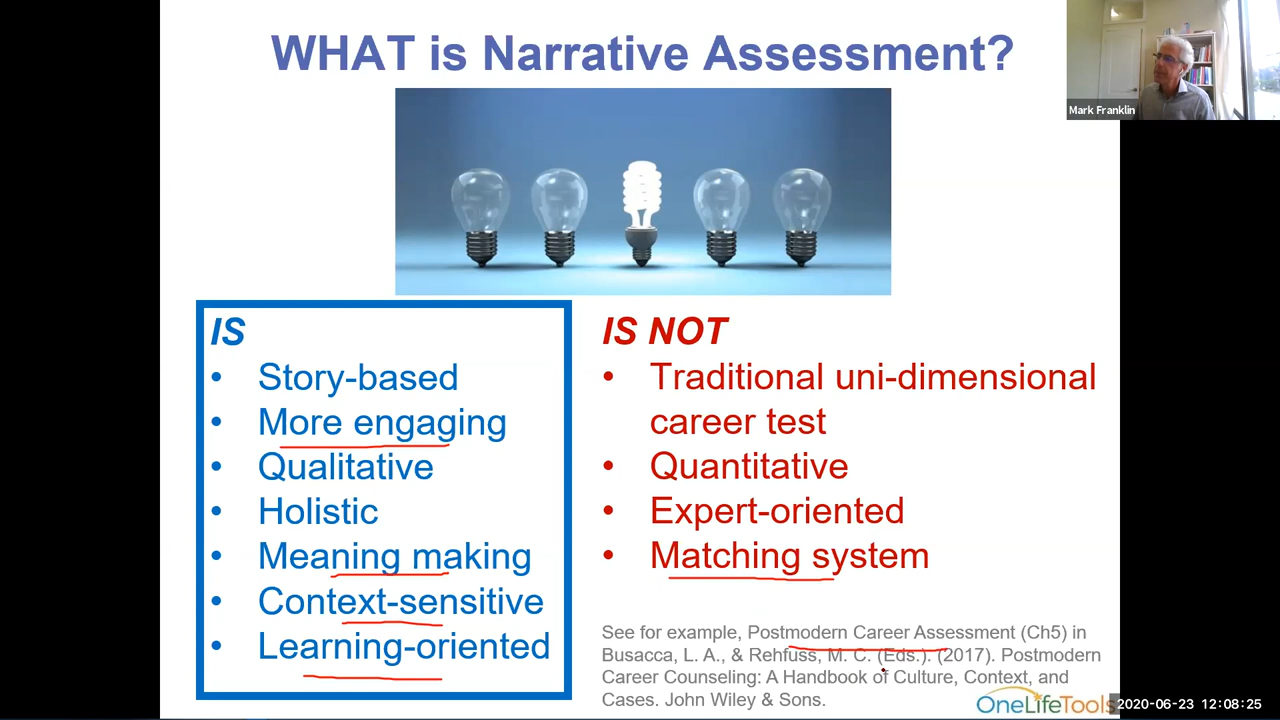 WHAT is Narrative Assessment?
Mark Franklin
IS
• Story-based
• More engaging
• Qualitative
• Holistic
• Meaning making
• Context-sensitive
• Learning-oriented
IS NOT
• Traditional uni-dimensional
career test
• Quantitative
• Expert-oriented
• Matching system
See for example, Postmodern Career Assessment (Ch5) in
Busacca, L. A., & Rehfuss, M. C. (Eds.). (2017). Postmodern
Career Counseling: A Handbook of Culture, Context, and
Cases. John Wiley & Sons.
OneLifeTools
2020-06-23 12:08:25